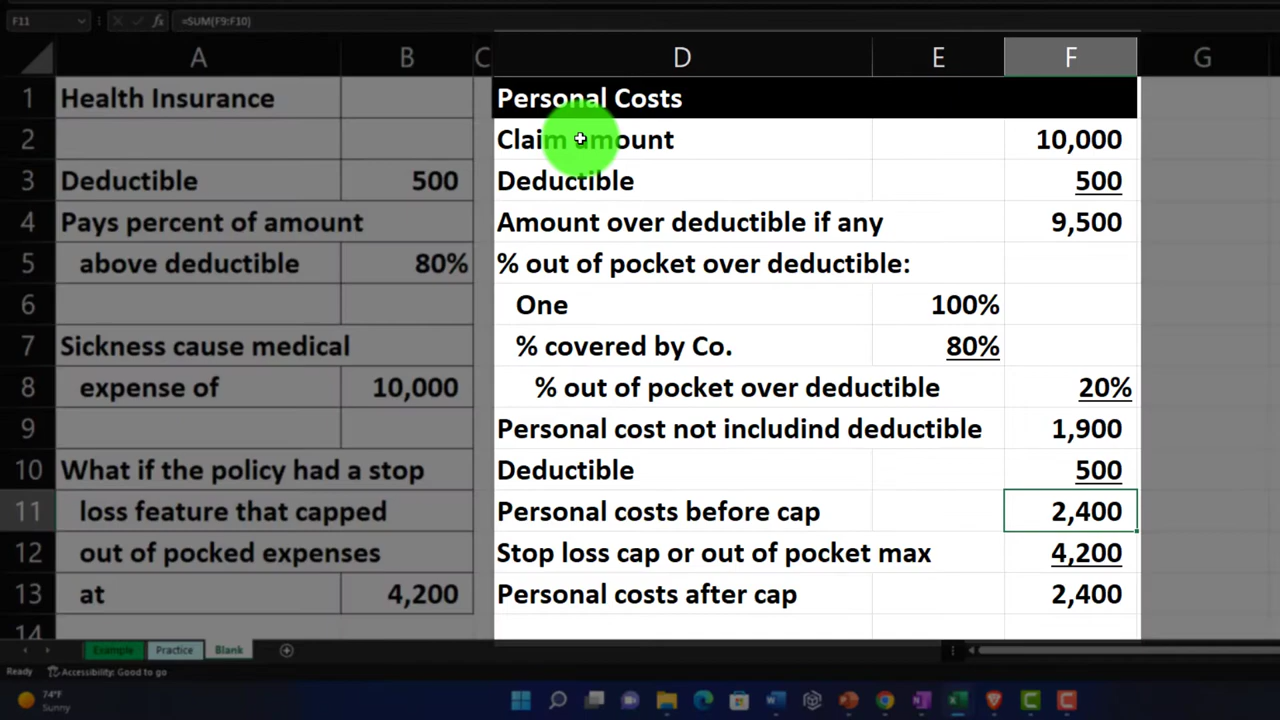 F11 fx =SUM(F9:F10)
A B C D E F G
1 Health Insurance Personal Costs
2 Claim amount 10,000
3 Deductible 500 Deductible 500
4 Pays percent of amount Amount over deductible if any 9,500
5 above deductible 80% % out of pocket over deductible:
6 One 100%
7 Sickness cause medical % covered by Co. 80%
8 expense of 10,000 % out of pocket over deductible 20%
9 Personal cost not includind deductible 1,900
10 What if the policy had a stop Deductible 500
11 loss feature that capped Personal costs before cap 2,400
12 out of pocked expenses Stop loss cap or out of pocket max 4,200
13 at 4,200 Personal costs after cap 2,400
14
Example Practice Blank
Ready Accessibility: Good to go
74°F
Sunny